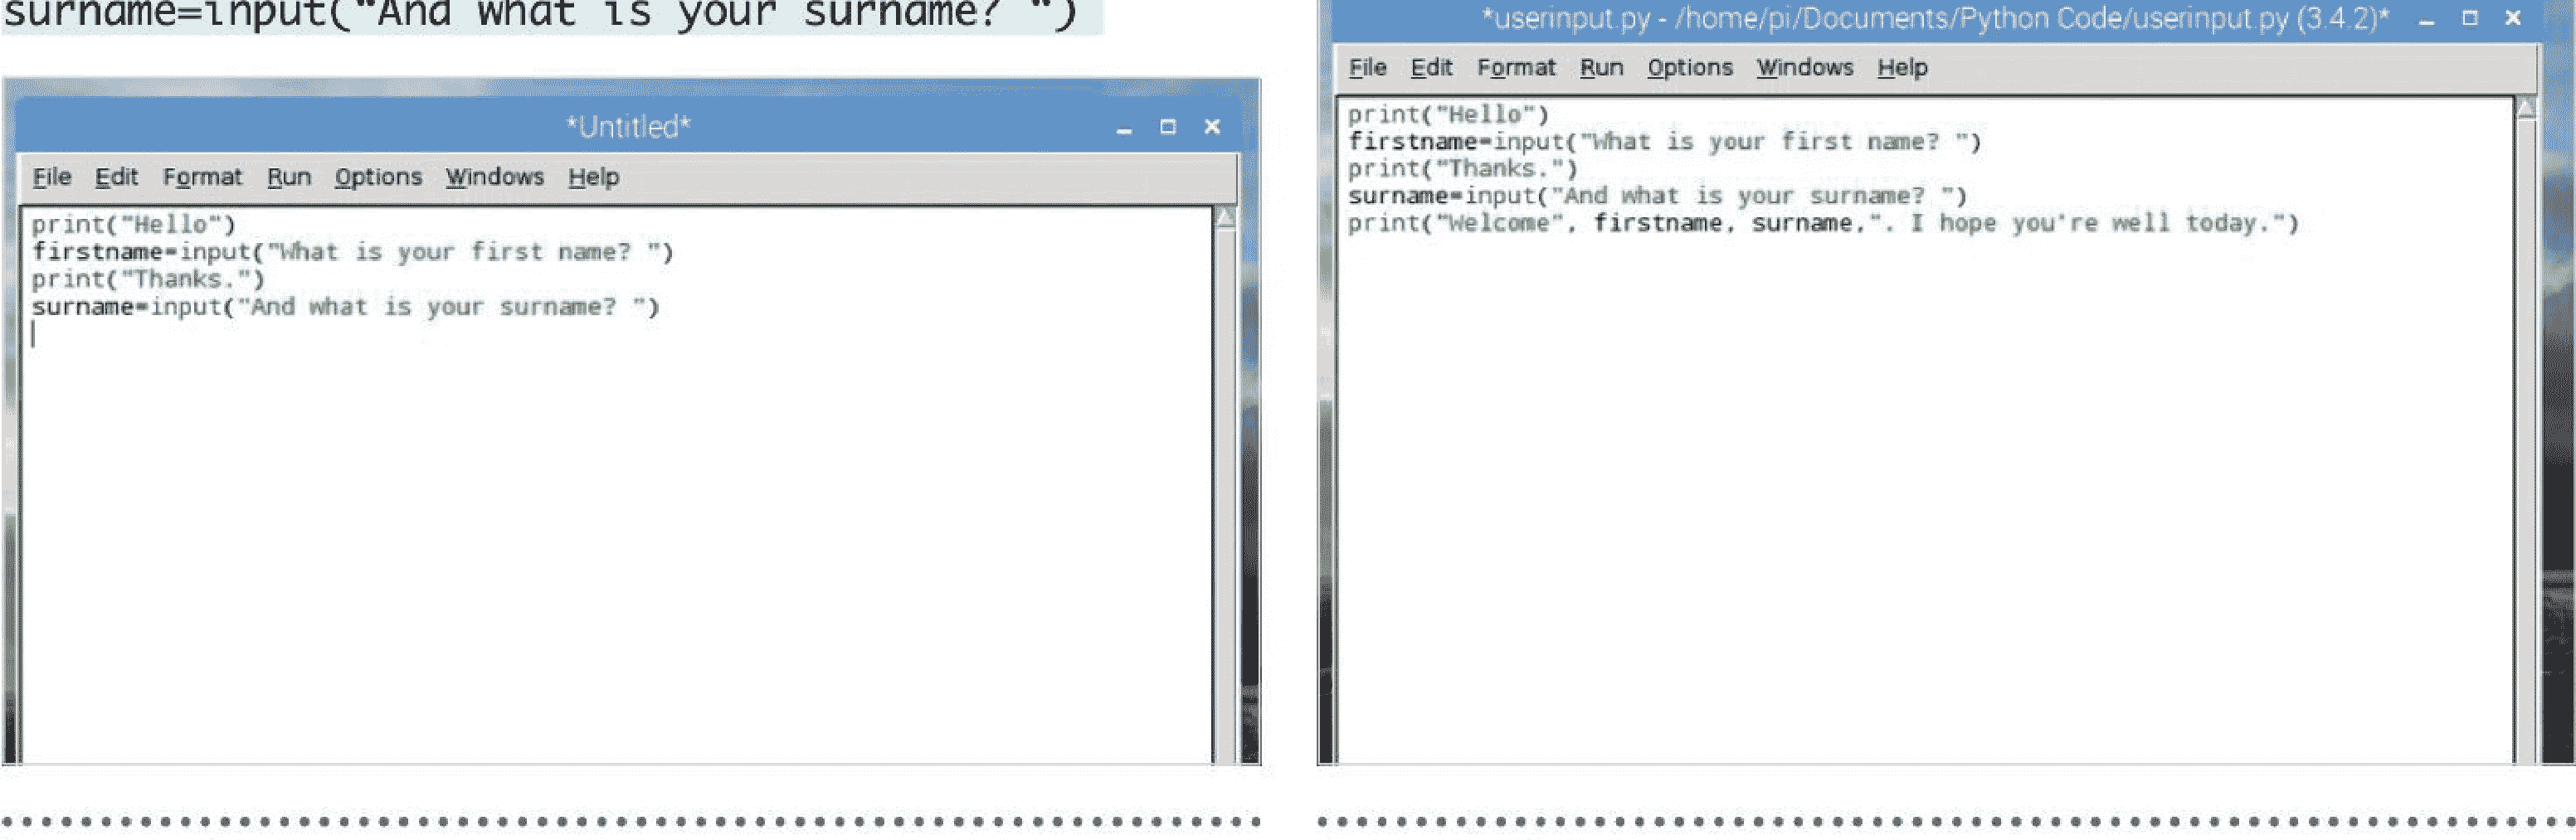 surname=input("And what is your surname? ")
*Untitled*
File Edit Format Run Options Windows Help
print("Hello")
firstname=input("What is your first name? ")
print("Thanks.")
surname=input("And what is your surname? ")
*userinput.py - /home/pi/Documents/Python Code/userinput.py (3.4.2)*
File Edit Format Run Options Windows Help
print("Hello")
firstname=input("What is your first name? ")
print("Thanks.")
surname=input("And what is your surname? ")
print("Welcome", firstname, surname,". I hope you're well today.")